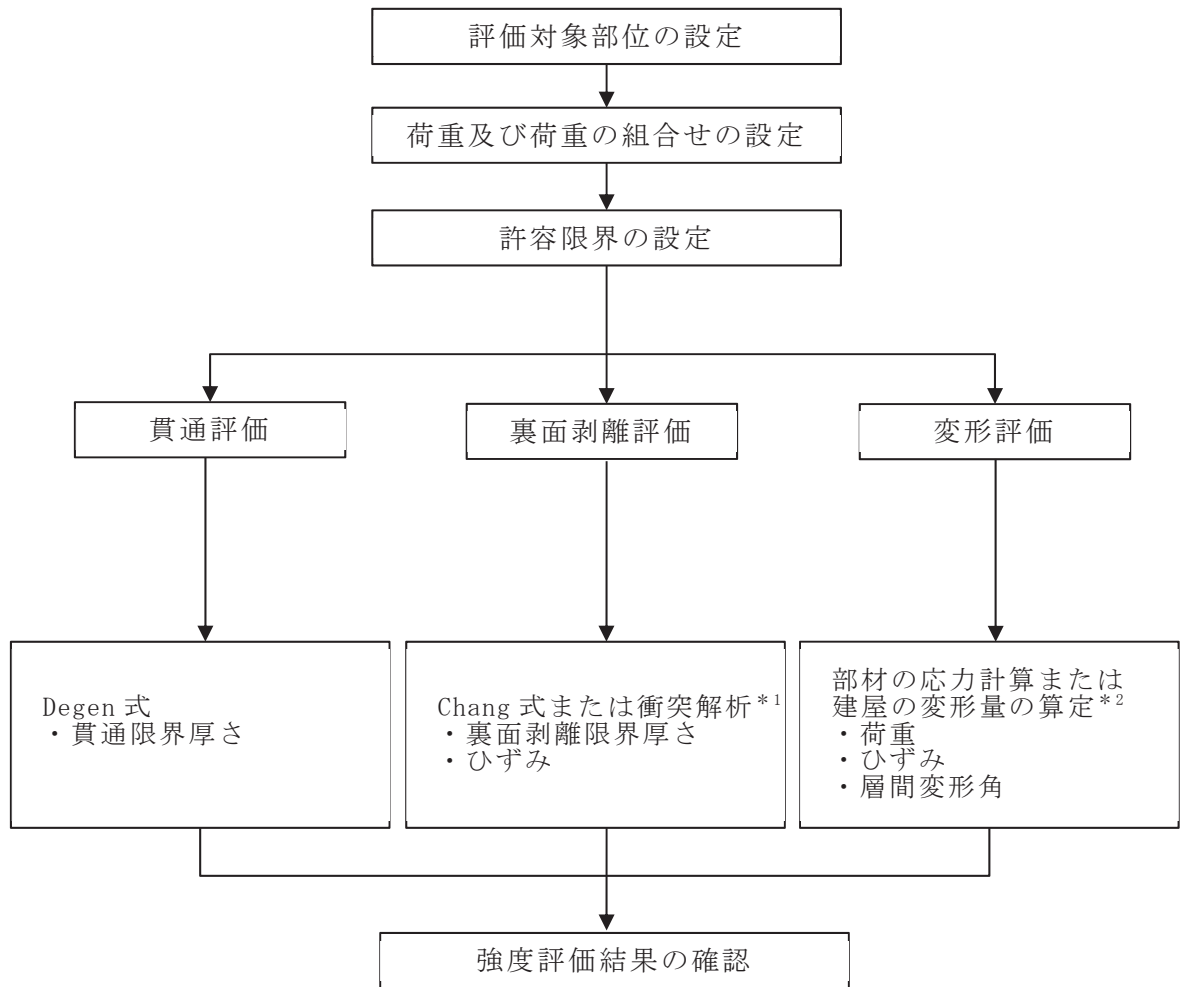 評価対象部位の設定
荷重及び荷重の組合せの設定
許容限界の設定
貫通評価
裏面剥離評価
変形評価
Degen 式
・貫通限界厚さ
Chang 式または衝突解析*1
・裏面剥離限界厚さ
・ひずみ
部材の応力計算または
建屋の変形量の算定*2
・荷重
・ひずみ
・層間変形角
強度評価結果の確認